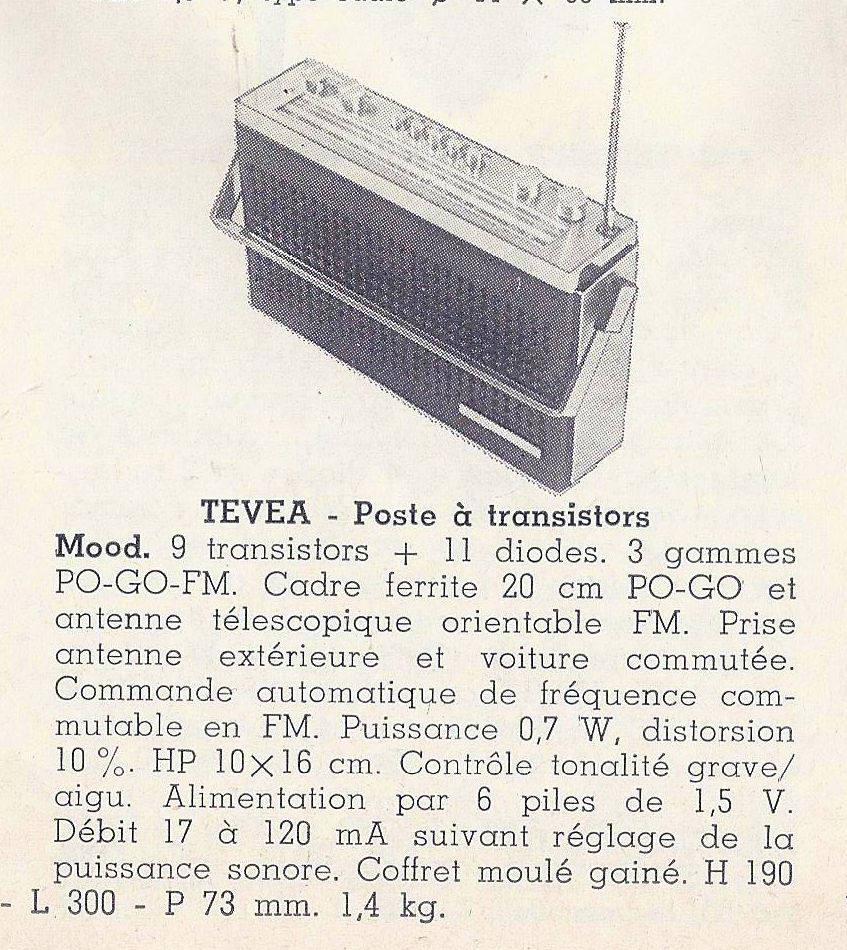 TEVEA - Poste à transistors
Mood. 9 transistors + 11 diodes. 3 gammes
PO-GO-FM. Cadre ferrite 20 cm PO-GO et
antenne télescopique orientable FM. Prise
antenne extérieure et voiture commutée.
Commande automatique de fréquence com-
mutable en FM. Puissance 0,7 W, distorsion
10 %. HP 10×16 cm. Contrôle tonalité grave/
aigu. Alimentation par 6 piles de 1,5 V.
Débit 17 à 120 mA suivant réglage de la
puissance sonore. Coffret moulé gainé. H 190
- L 300 - P 73 mm. 1,4 kg.